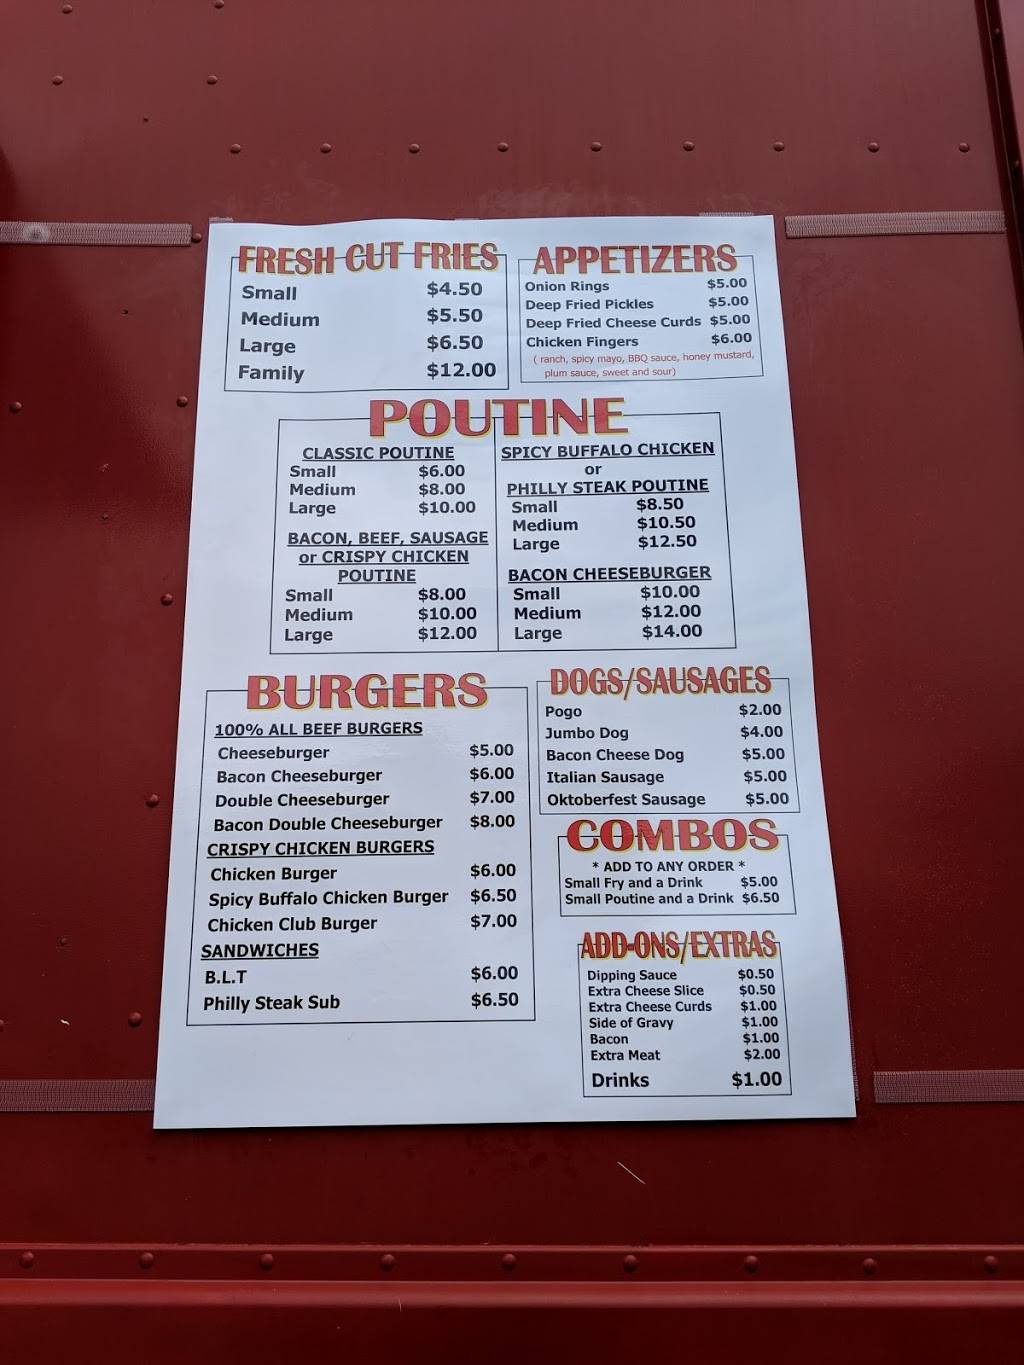 FRESH CUT FRIES
Small $4.50
Medium $5.50
Large $6.50
Family $12.00
APPETIZERS
Onion Rings $5.00
Deep Fried Pickles $5.00
Deep Fried Cheese Curds $5.00
Chicken Fingers $6.00
( ranch, spicy mayo, BBQ sauce, honey mustard,
plum sauce, sweet and sour)
POUTINE
CLASSIC POUTINE
Small $6.00
Medium $8.00
Large $10.00
BACON, BEEF, SAUSAGE
or CRISPY CHICKEN
POUTINE
Small $8.00
Medium $10.00
Large $12.00
SPICY BUFFALO CHICKEN
or
PHILLY STEAK POUTINE
Small $8.50
Medium $10.50
Large $12.50
BACON CHEESEBURGER
Small $10.00
Medium $12.00
Large $14.00
BURGERS
100% ALL BEEF BURGERS
Cheeseburger $5.00
Bacon Cheeseburger $6.00
Double Cheeseburger $7.00
Bacon Double Cheeseburger $8.00
CRISPY CHICKEN BURGERS
Chicken Burger $6.00
Spicy Buffalo Chicken Burger $6.50
Chicken Club Burger $7.00
SANDWICHES
B.L.T $6.00
Philly Steak Sub $6.50
DOGS/SAUSAGES
Pogo $2.00
Jumbo Dog $4.00
Bacon Cheese Dog $5.00
Italian Sausage $5.00
Oktoberfest Sausage $5.00
COMBOS
* ADD TO ANY ORDER *
Small Fry and a Drink $5.00
Small Poutine and a Drink $6.50
ADD-ONS/EXTRAS
Dipping Sauce $0.50
Extra Cheese Slice $0.50
Extra Cheese Curds $1.00
Side of Gravy $1.00
Bacon $1.00
Extra Meat $2.00
Drinks $1.00